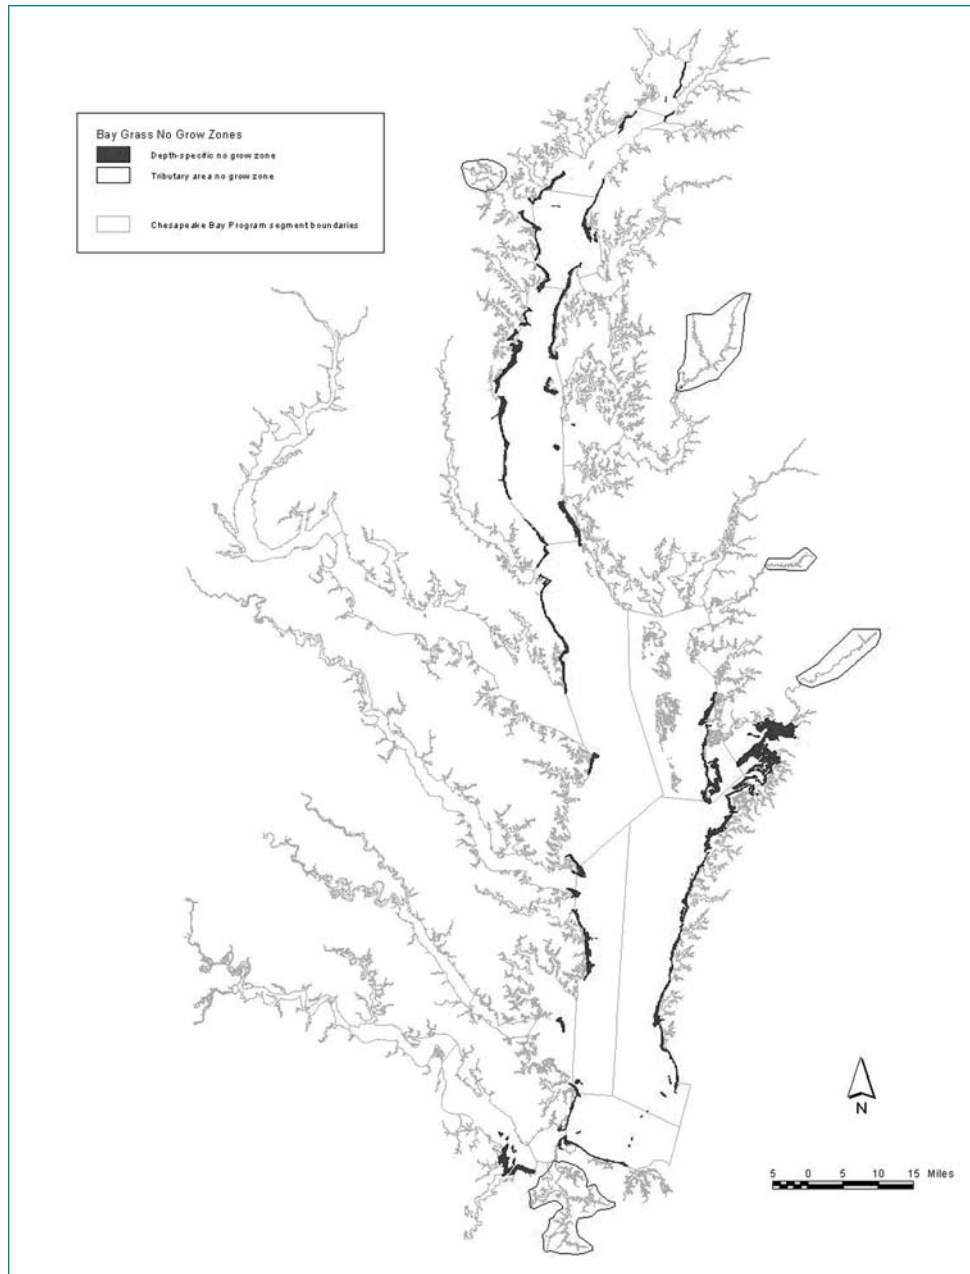 Bay Grass No Grow Zones
Depth-specific no grow zone
Tributary area no grow zone
Chesapeake Bay Program segment boundaries
N
5 0 5 10 15 Miles